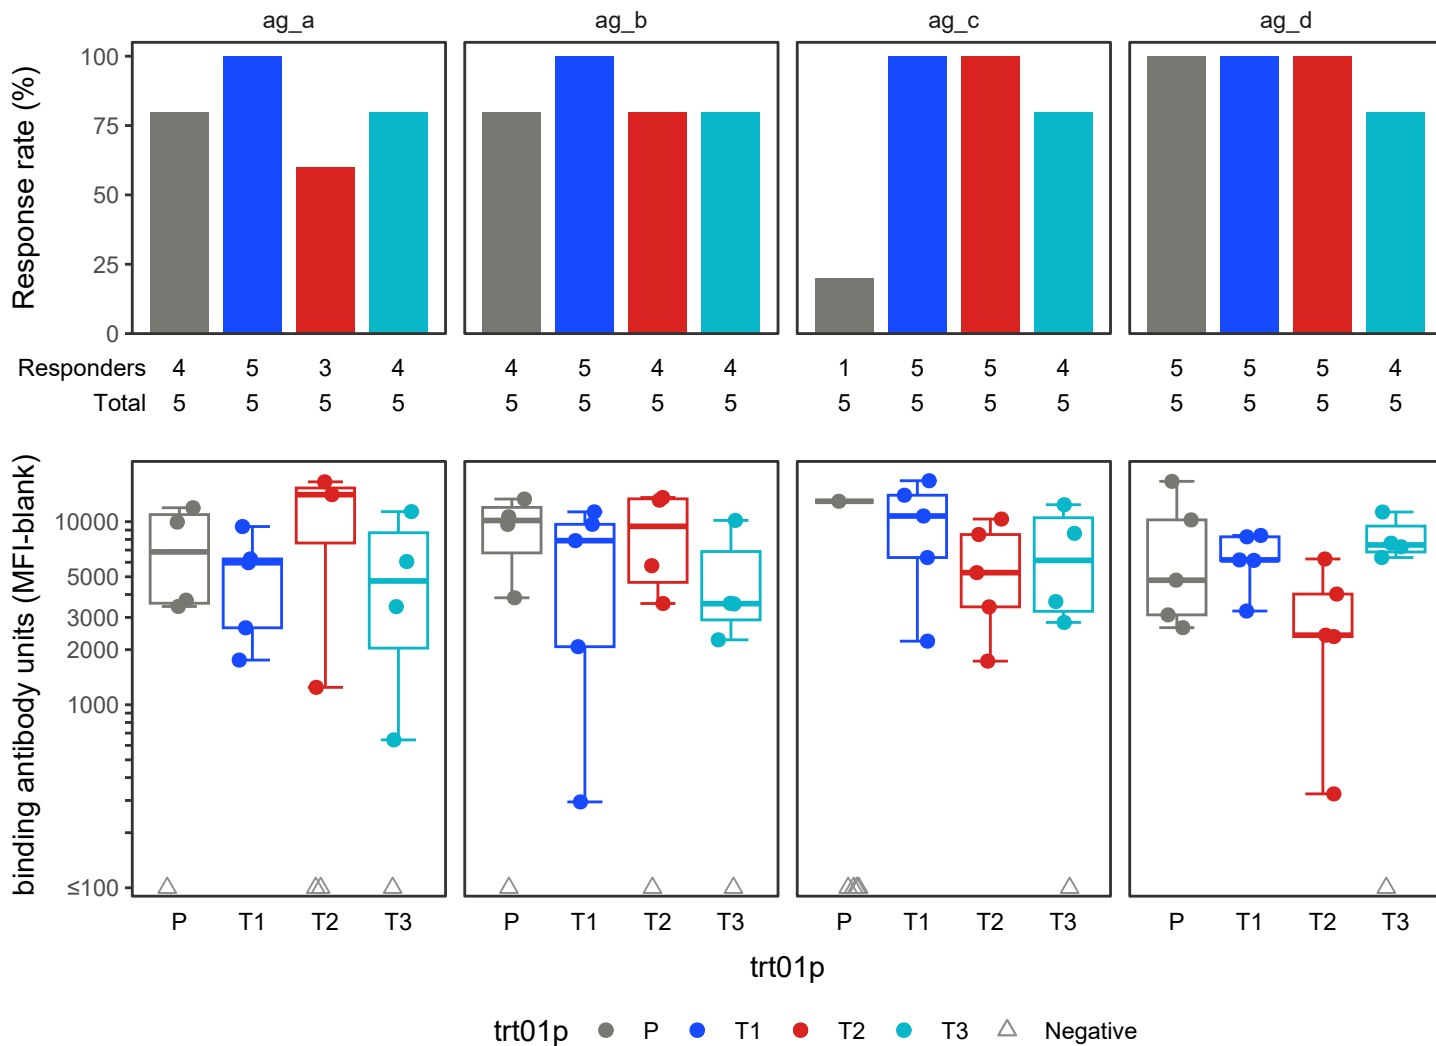 ag_a ag_b ag_c ag_d
Response rate (%)
100
75
50
25
0
Responders 4 5 3 4 4 5 4 4 1 5 5 4 5 5 5 4
Total 5 5 5 5 5 5 5 5 5 5 5 5 5 5 5 5
binding antibody units (MFI-blank)
10000
5000
3000
2000
1000
≤100
P T1 T2 T3 P T1 T2 T3 P T1 T2 T3 P T1 T2 T3
trt01p
trt01p P T1 T2 T3 Negative